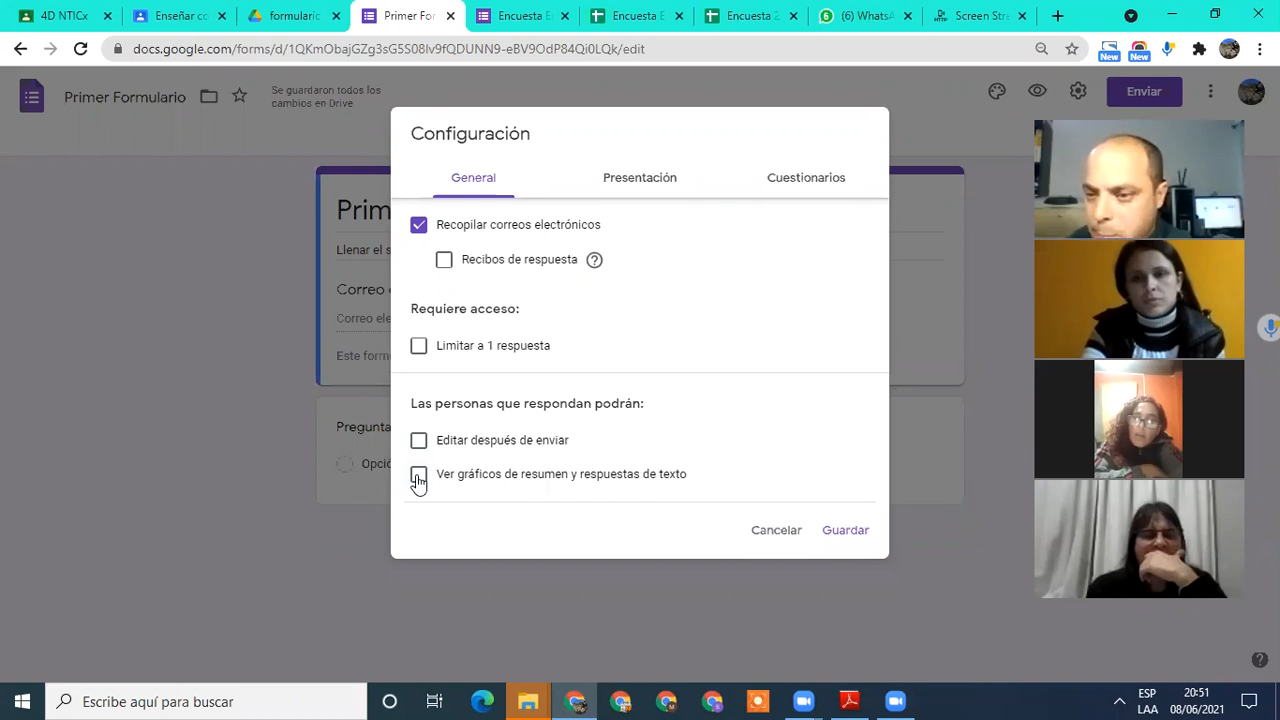 4D NTICx
Enseñar co
formularic
Primer For
Encuesta E
Encuesta E
Encuesta 2
(6) WhatsA
Screen Stre
docs.google.com/forms/d/1QKmObajGZg3sG5S08lv9fQDUNN9-eBV9OdP84Qi0LQk/edit
New
New
Primer Formulario
Se guardaron todos los
cambios en Drive
Enviar
Configuración
General
Presentación
Cuestionarios
Prim
Llenar el s
Correo e
Correo ele
Este form
Pregunta
Opció
Recopilar correos electrónicos
Recibos de respuesta
Requiere acceso:
Limitar a 1 respuesta
Las personas que respondan podrán:
Editar después de enviar
Ver gráficos de resumen y respuestas de texto
Cancelar
Guardar
Escribe aquí para buscar
ESP
LAA
20:51
08/06/2021